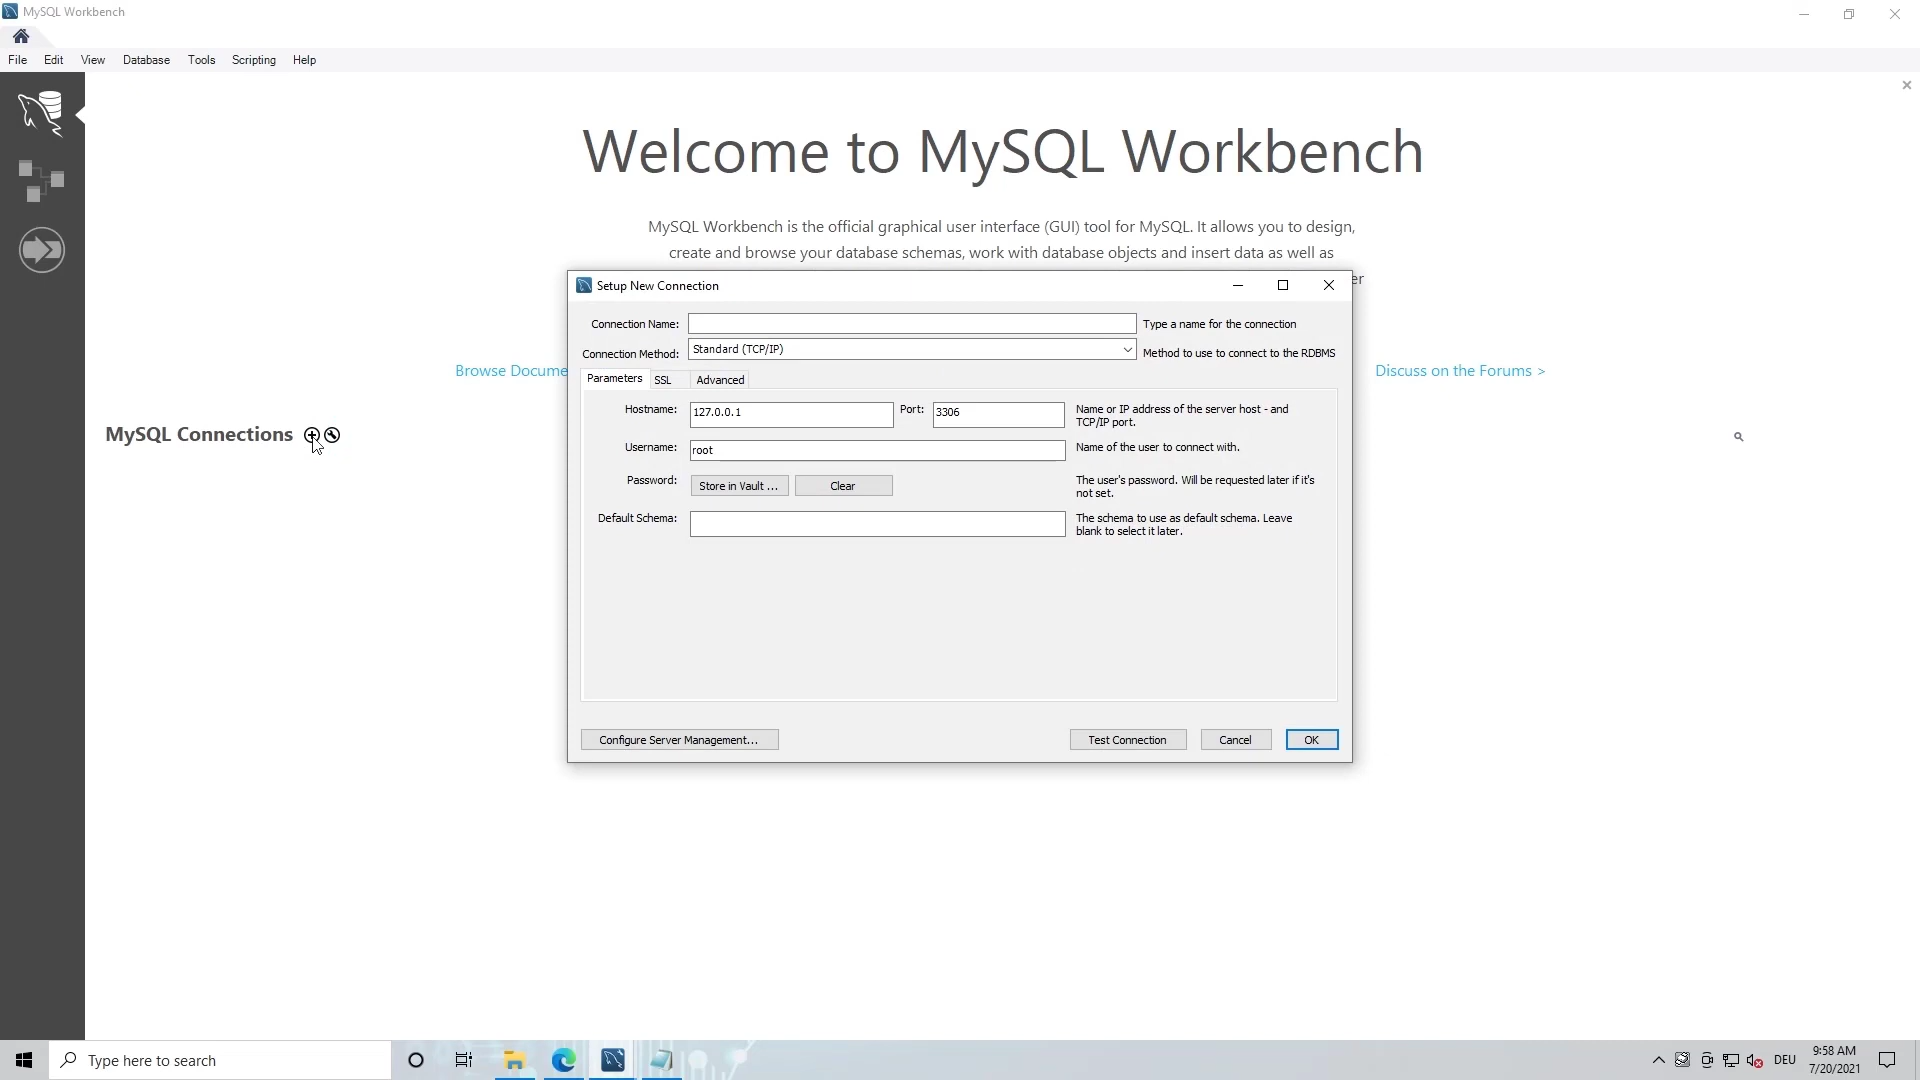 MySQL Workbench
File Edit View Database Tools Scripting Help
Welcome to MySQL Workbench
MySQL Workbench is the official graphical user interface (GUI) tool for MySQL. It allows you to design,
create and browse your database schemas, work with database objects and insert data as well as
Browse Docume
Discuss on the Forums >
MySQL Connections
Setup New Connection
Connection Name: Type a name for the connection
Connection Method: Standard (TCP/IP) Method to use to connect to the RDBMS
Parameters SSL Advanced
Hostname: 127.0.0.1 Port: 3306 Name or IP address of the server host - and
TCP/IP port.
Username: root Name of the user to connect with.
Password: Store in Vault ... Clear The user's password. Will be requested later if it's
not set.
Default Schema: The schema to use as default schema. Leave
blank to select it later.
Configure Server Management... Test Connection Cancel OK
Type here to search
DEU
9:58 AM
7/20/2021